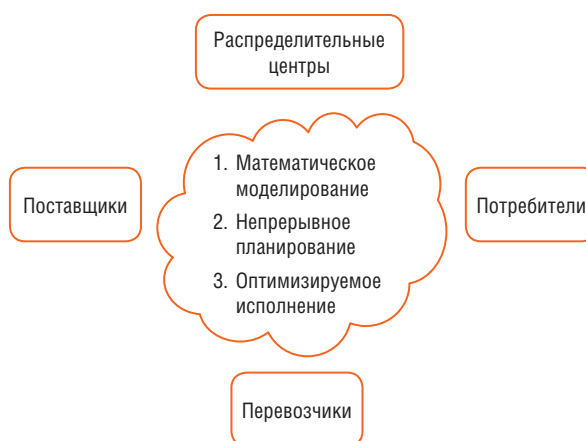 Распределительные
центры
Поставщики
1. Математическое
моделирование
2. Непрерывное
планирование
3. Оптимизируемое
исполнение
Потребители
Перевозчики